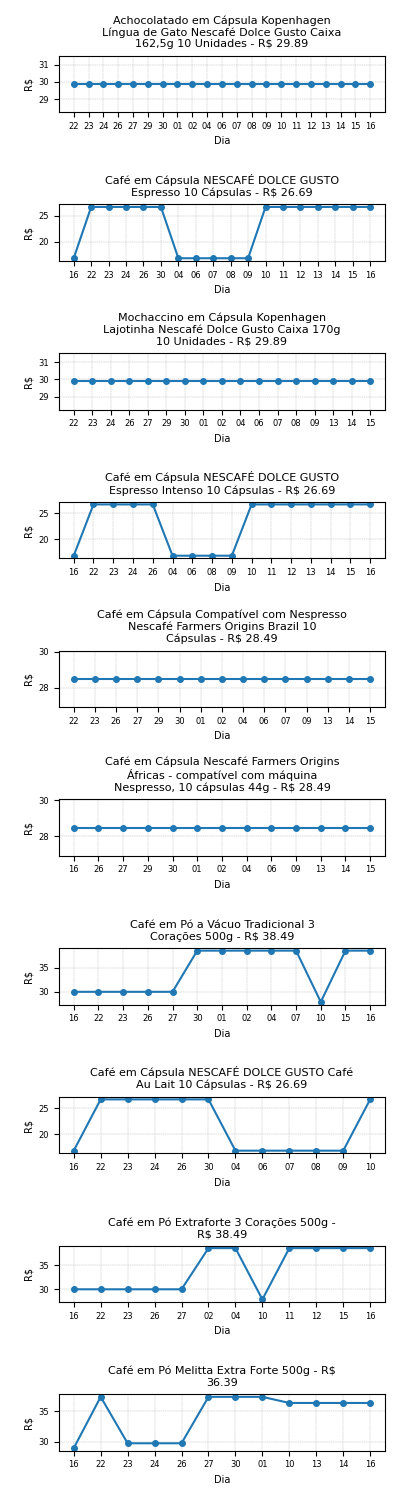 Achocolatado em Cápsula Kopenhagen
Língua de Gato Nescafé Dolce Gusto Caixa
162,5g 10 Unidades - R$ 29.89
31
30
29
R$
22 23 24 26 27 29 30 01 02 04 06 07 08 09 10 11 12 13 14 15 16
Dia
Café em Cápsula NESCAFÉ DOLCE GUSTO
Espresso 10 Cápsulas - R$ 26.69
25
20
R$
16 22 23 24 26 30 04 06 07 08 09 10 11 12 13 14 15 16
Dia
Mochaccino em Cápsula Kopenhagen
Lajotinha Nescafé Dolce Gusto Caixa 170g
10 Unidades - R$ 29.89
31
30
29
R$
22 23 24 26 27 29 30 01 02 04 06 07 08 09 13 14 15
Dia
Café em Cápsula NESCAFÉ DOLCE GUSTO
Espresso Intenso 10 Cápsulas - R$ 26.69
25
20
R$
16 22 23 24 26 04 06 08 09 10 11 12 13 14 15 16
Dia
Café em Cápsula Compatível com Nespresso
Nescafé Farmers Origins Brazil 10
Cápsulas - R$ 28.49
30
28
R$
22 23 26 27 29 30 01 02 04 06 07 09 13 14 15
Dia
Café em Cápsula Nescafé Farmers Origins
Áfricas - compatível com máquina
Nespresso, 10 cápsulas 44g - R$ 28.49
30
28
R$
16 26 27 29 30 01 02 04 06 09 13 14 15
Dia
Café em Pó a Vácuo Tradicional 3
Corações 500g - R$ 38.49
35
30
R$
16 22 23 26 27 30 01 02 04 07 10 15 16
Dia
Café em Cápsula NESCAFÉ DOLCE GUSTO Café
Au Lait 10 Cápsulas - R$ 26.69
25
20
R$
16 22 23 24 26 30 04 06 07 08 09 10
Dia
Café em Pó Extraforte 3 Corações 500g -
R$ 38.49
35
30
R$
16 22 23 26 27 02 04 10 11 12 15 16
Dia
Café em Pó Melitta Extra Forte 500g - R$
36.39
35
30
R$
16 22 23 24 26 27 30 01 10 13 14 16
Dia